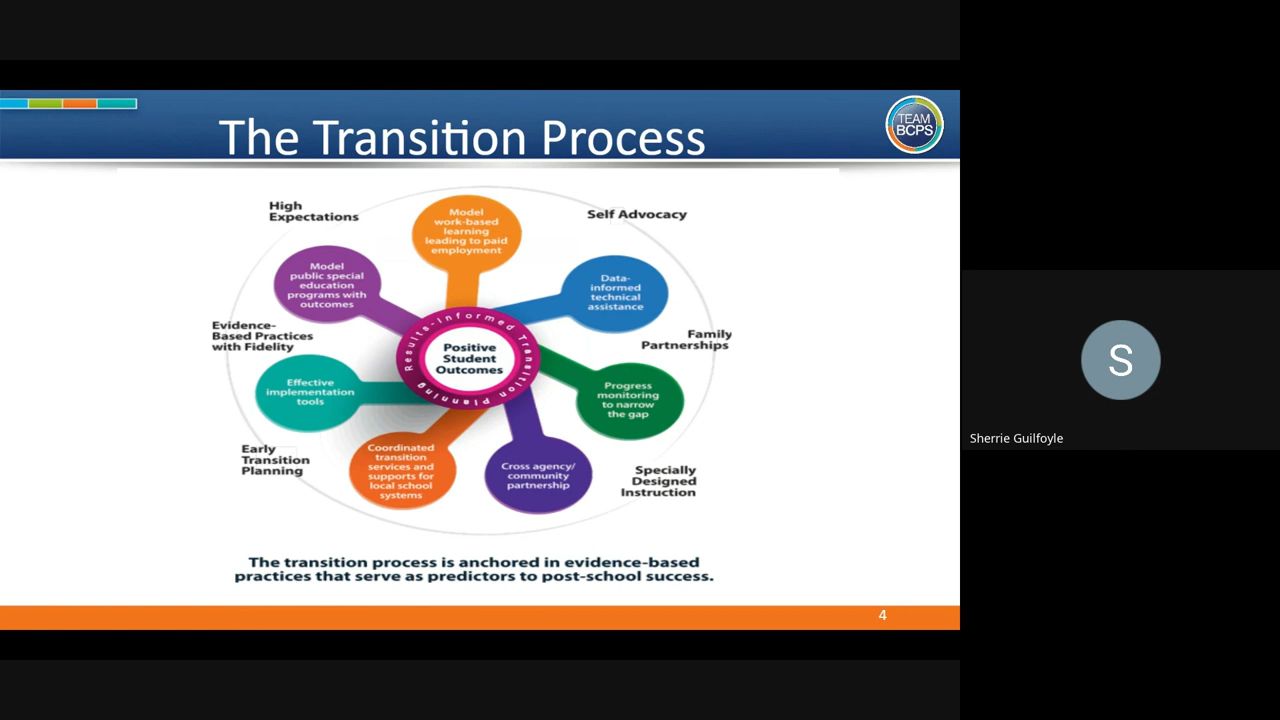 The Transition Process
TEAM
BCPS
High
Expectations
Model
work-based
learning
leading to paid
employment
Self Advocacy
Model
public special
education
programs with
outcomes
Data-
informed
technical
assistance
Evidence-
Based Practices
with Fidelity
Results-Informed Transition planning
Positive
Student
Outcomes
Family
Partnerships
Effective
implementation
tools
Progress
monitoring
to narrow
the gap
Early
Transition
Planning
Coordinated
transition
services and
supports for
local school
systems
Cross agency/
community
partnership
Specially
Designed
Instruction
The transition process is anchored in evidence-based
practices that serve as predictors to post-school success.
4
S
Sherrie Guilfoyle